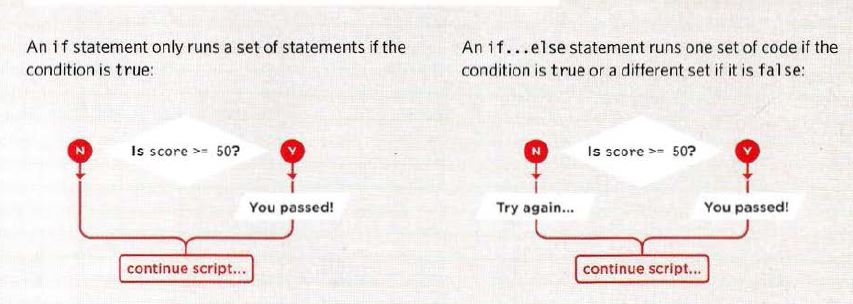 An if statement only runs a set of statements if the
condition is true:
N
Is score >= 50?
Y
You passed!
continue script...
An if...else statement runs one set of code if the
condition is true or a different set if it is false:
N
Is score >= 50?
Y
Try again...
You passed!
continue script...